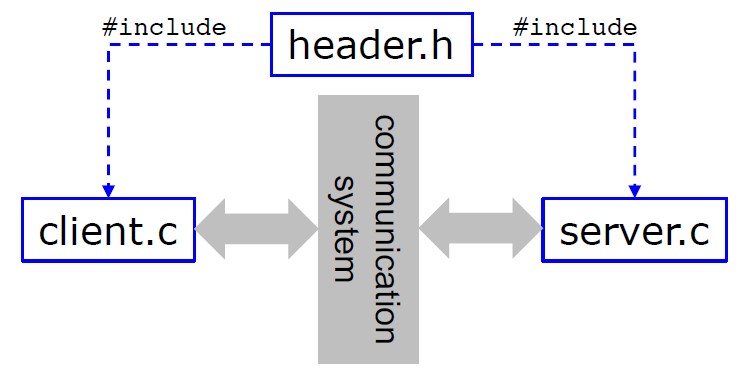 #include
header.h
#include
communication
system
client.c
server.c